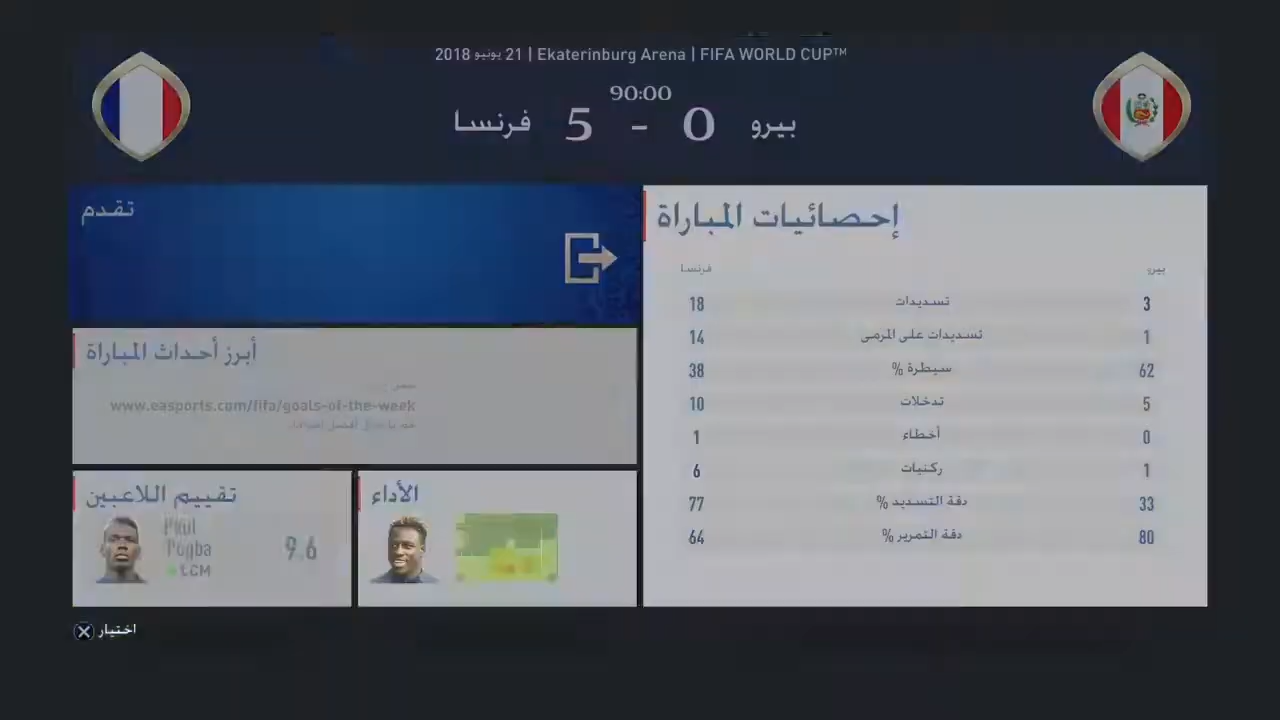 21 يونيو 2018 | Ekaterinburg Arena | FIFA WORLD CUP™
90:00
فرنسا 5 - 0 بيرو
تقدم
أبرز أحداث المباراة
www.easports.com/fifa/goals-of-the-week
تقييم اللاعبين
Paul
Pogba
LCM
9.6
الأداء
اختيار
إحصائيات المباراة
فرنسا بيرو
18 تسديدات 3
14 تسديدات على المرمى 1
38 سيطرة % 62
10 تدخلات 5
1 أخطاء 0
6 ركنيات 1
77 دقة التسديد % 33
64 دقة التمرير % 80